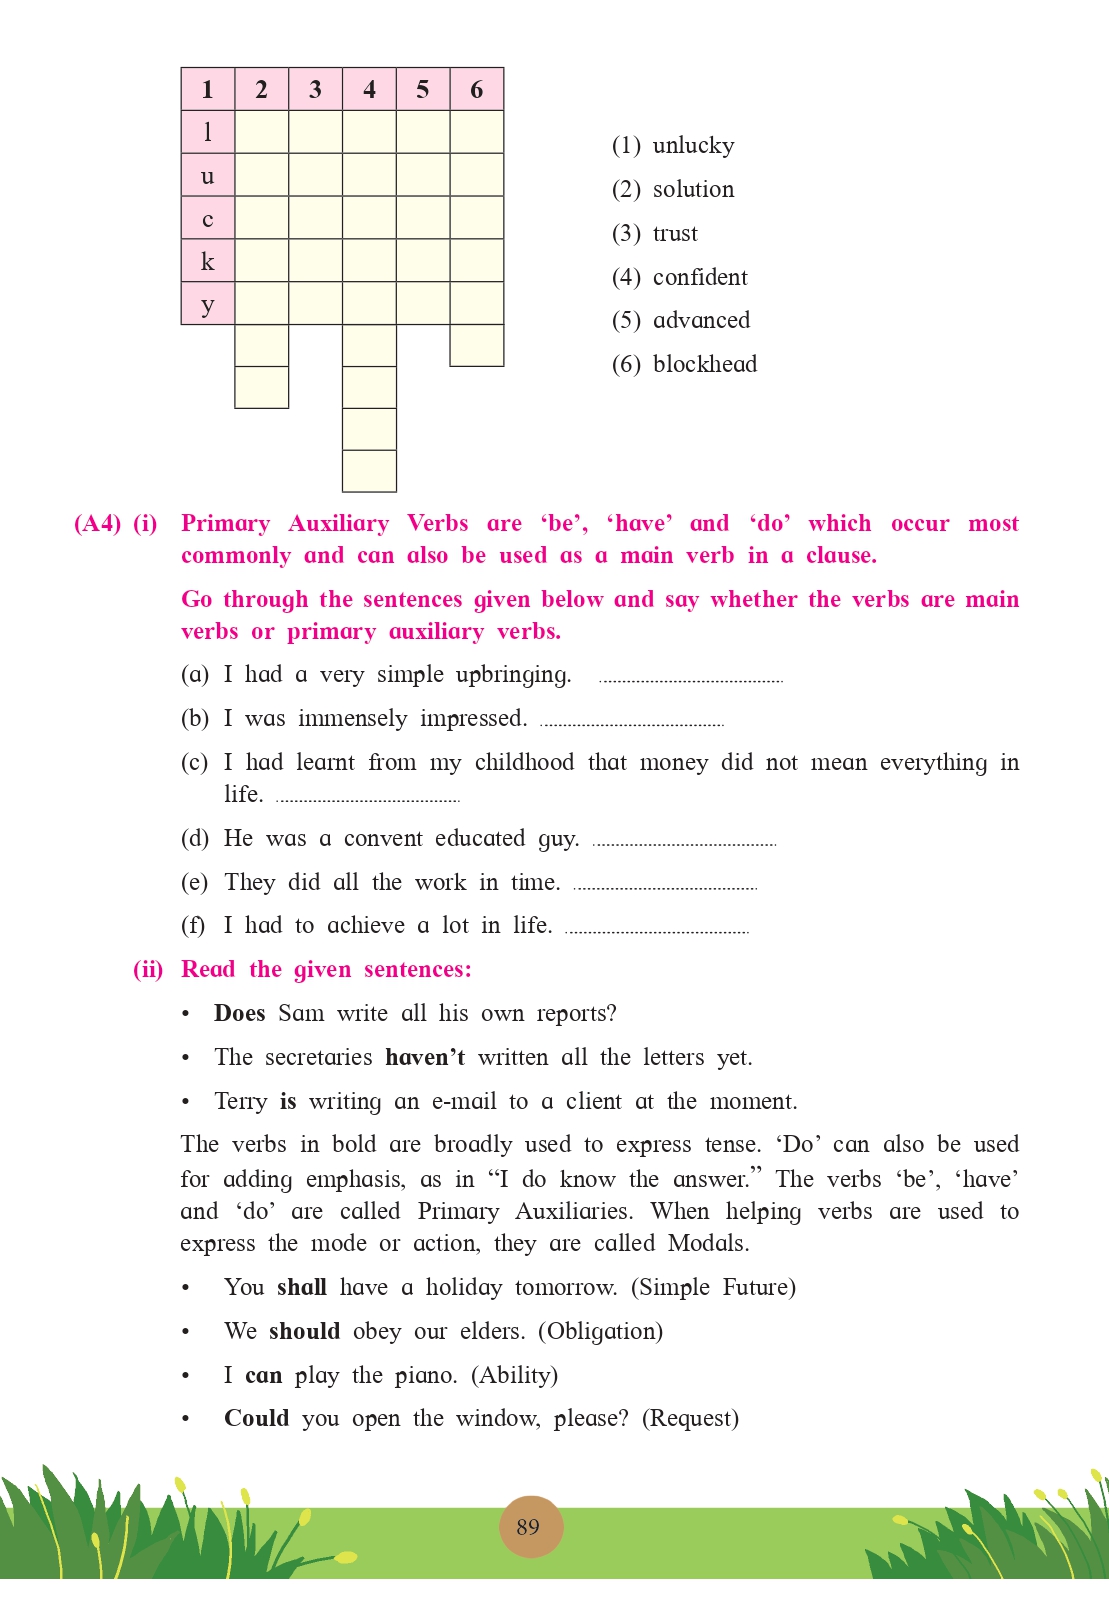 1 2 3 4 5 6
l
u
c
k
y
(1) unlucky
(2) solution
(3) trust
(4) confident
(5) advanced
(6) blockhead
(A4) (i) Primary Auxiliary Verbs are ‘be’, ‘have’ and ‘do’ which occur most
commonly and can also be used as a main verb in a clause.
Go through the sentences given below and say whether the verbs are main
verbs or primary auxiliary verbs.
(a) I had a very simple upbringing. ........................................
(b) I was immensely impressed. ........................................
(c) I had learnt from my childhood that money did not mean everything in
life. ........................................
(d) He was a convent educated guy. ........................................
(e) They did all the work in time. ........................................
(f) I had to achieve a lot in life. ........................................
(ii) Read the given sentences:
• Does Sam write all his own reports?
• The secretaries haven’t written all the letters yet.
• Terry is writing an e-mail to a client at the moment.
The verbs in bold are broadly used to express tense. ‘Do’ can also be used
for adding emphasis, as in “I do know the answer.” The verbs ‘be’, ‘have’
and ‘do’ are called Primary Auxiliaries. When helping verbs are used to
express the mode or action, they are called Modals.
• You shall have a holiday tomorrow. (Simple Future)
• We should obey our elders. (Obligation)
• I can play the piano. (Ability)
• Could you open the window, please? (Request)
89